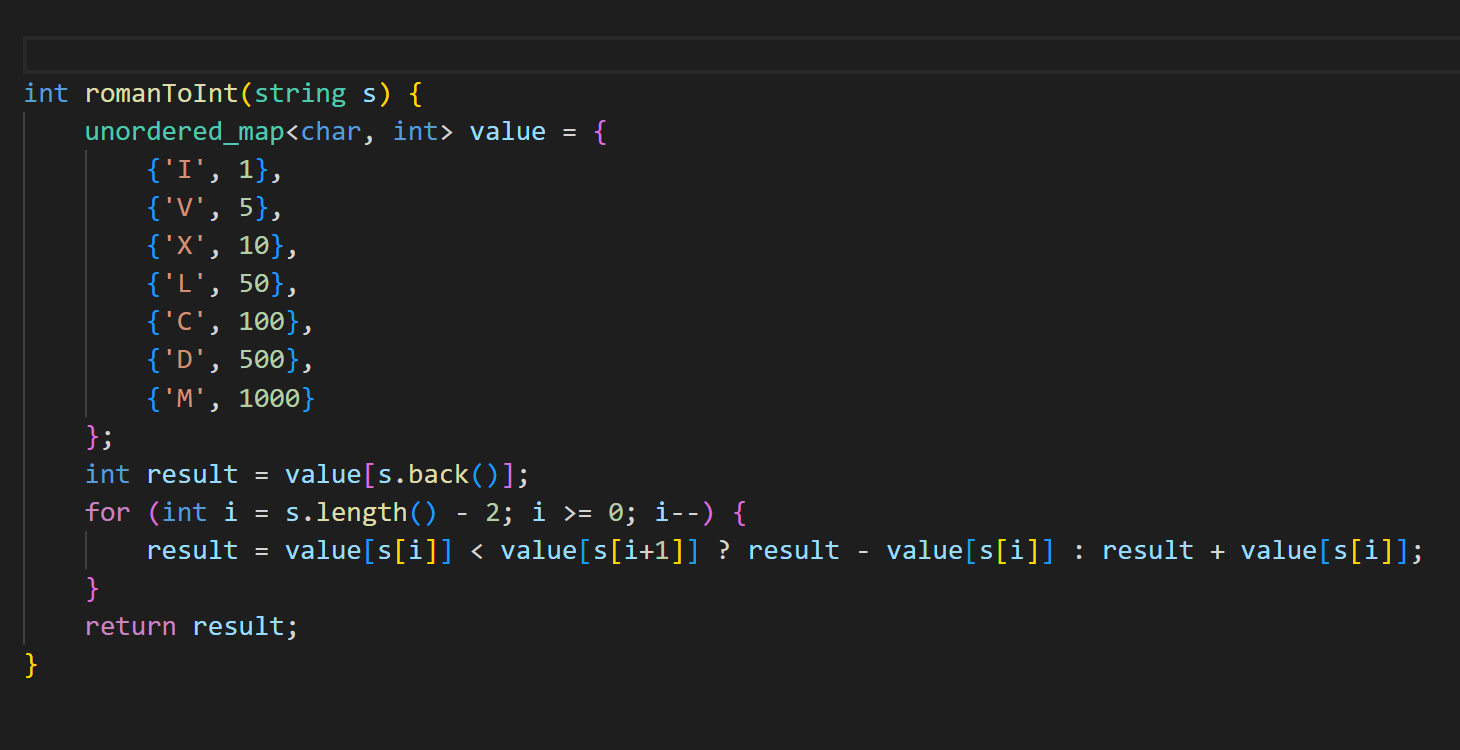 int romanToInt(string s) {
    unordered_map<char, int> value = {
        {'I', 1},
        {'V', 5},
        {'X', 10},
        {'L', 50},
        {'C', 100},
        {'D', 500},
        {'M', 1000}
    };
    int result = value[s.back()];
    for (int i = s.length() - 2; i >= 0; i--) {
        result = value[s[i]] < value[s[i+1]] ? result - value[s[i]] : result + value[s[i]];
    }
    return result;
}